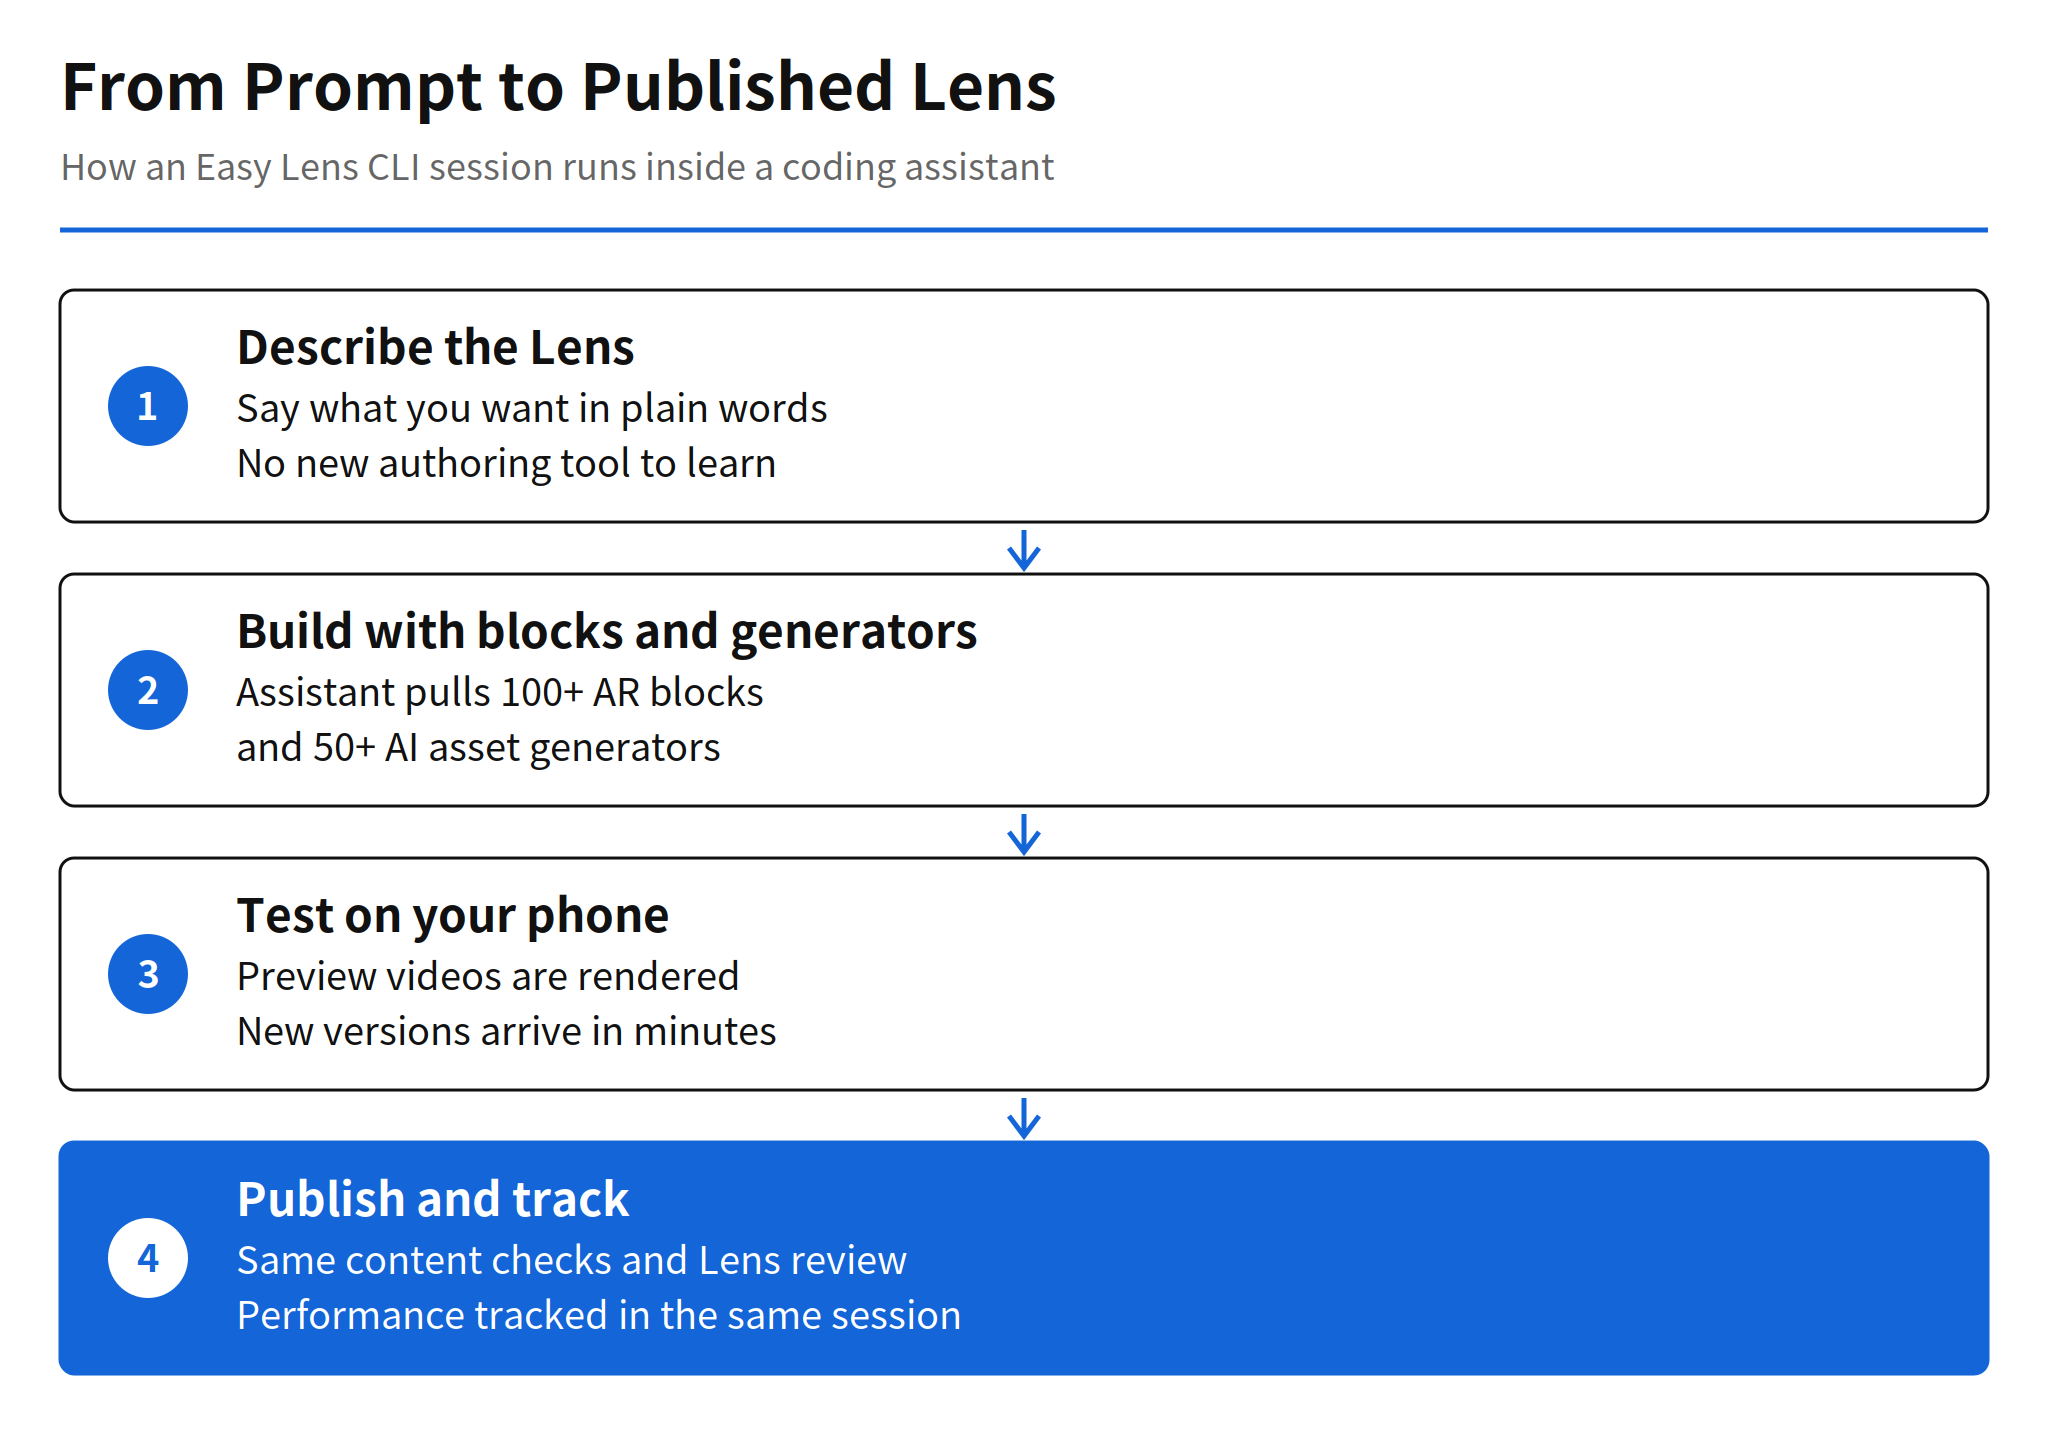 From Prompt to Published Lens
How an Easy Lens CLI session runs inside a coding assistant
1
Describe the Lens
Say what you want in plain words
No new authoring tool to learn
2
Build with blocks and generators
Assistant pulls 100+ AR blocks
and 50+ AI asset generators
3
Test on your phone
Preview videos are rendered
New versions arrive in minutes
4
Publish and track
Same content checks and Lens review
Performance tracked in the same session